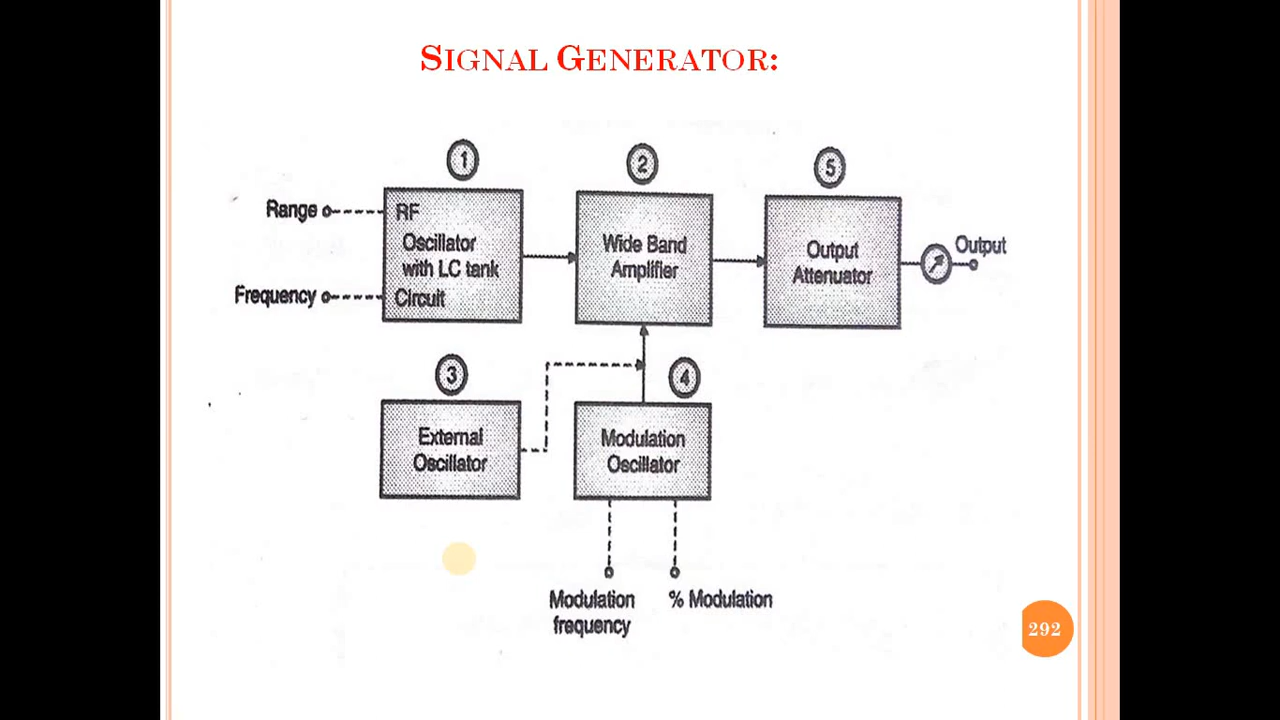 SIGNAL GENERATOR:
1
2
5
Range
RF
Oscillator
with LC tank
Circuit
Frequency
Wide Band
Amplifier
Output
Attenuator
Output
3
4
External
Oscillator
Modulation
Oscillator
Modulation
frequency
% Modulation
292